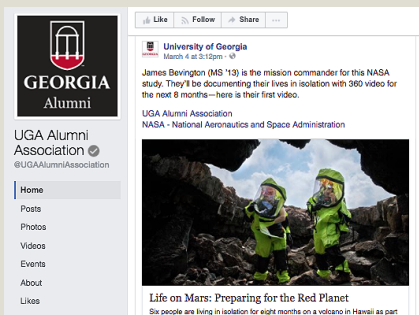 GEORGIA
Alumni
UGA Alumni
Association
@UGAAlumniAssociation
Home
Posts
Photos
Videos
Events
About
Likes
Like
Follow
Share
...
University of Georgia
March 4 at 3:12pm ·
James Bevington (MS '13) is the mission commander for this NASA
study. They'll be documenting their lives in isolation with 360 video for
the next 8 months—here is their first video.
UGA Alumni Association
NASA - National Aeronautics and Space Administration
Life on Mars: Preparing for the Red Planet
Six people are living in isolation for eight months on a volcano in Hawaii as part